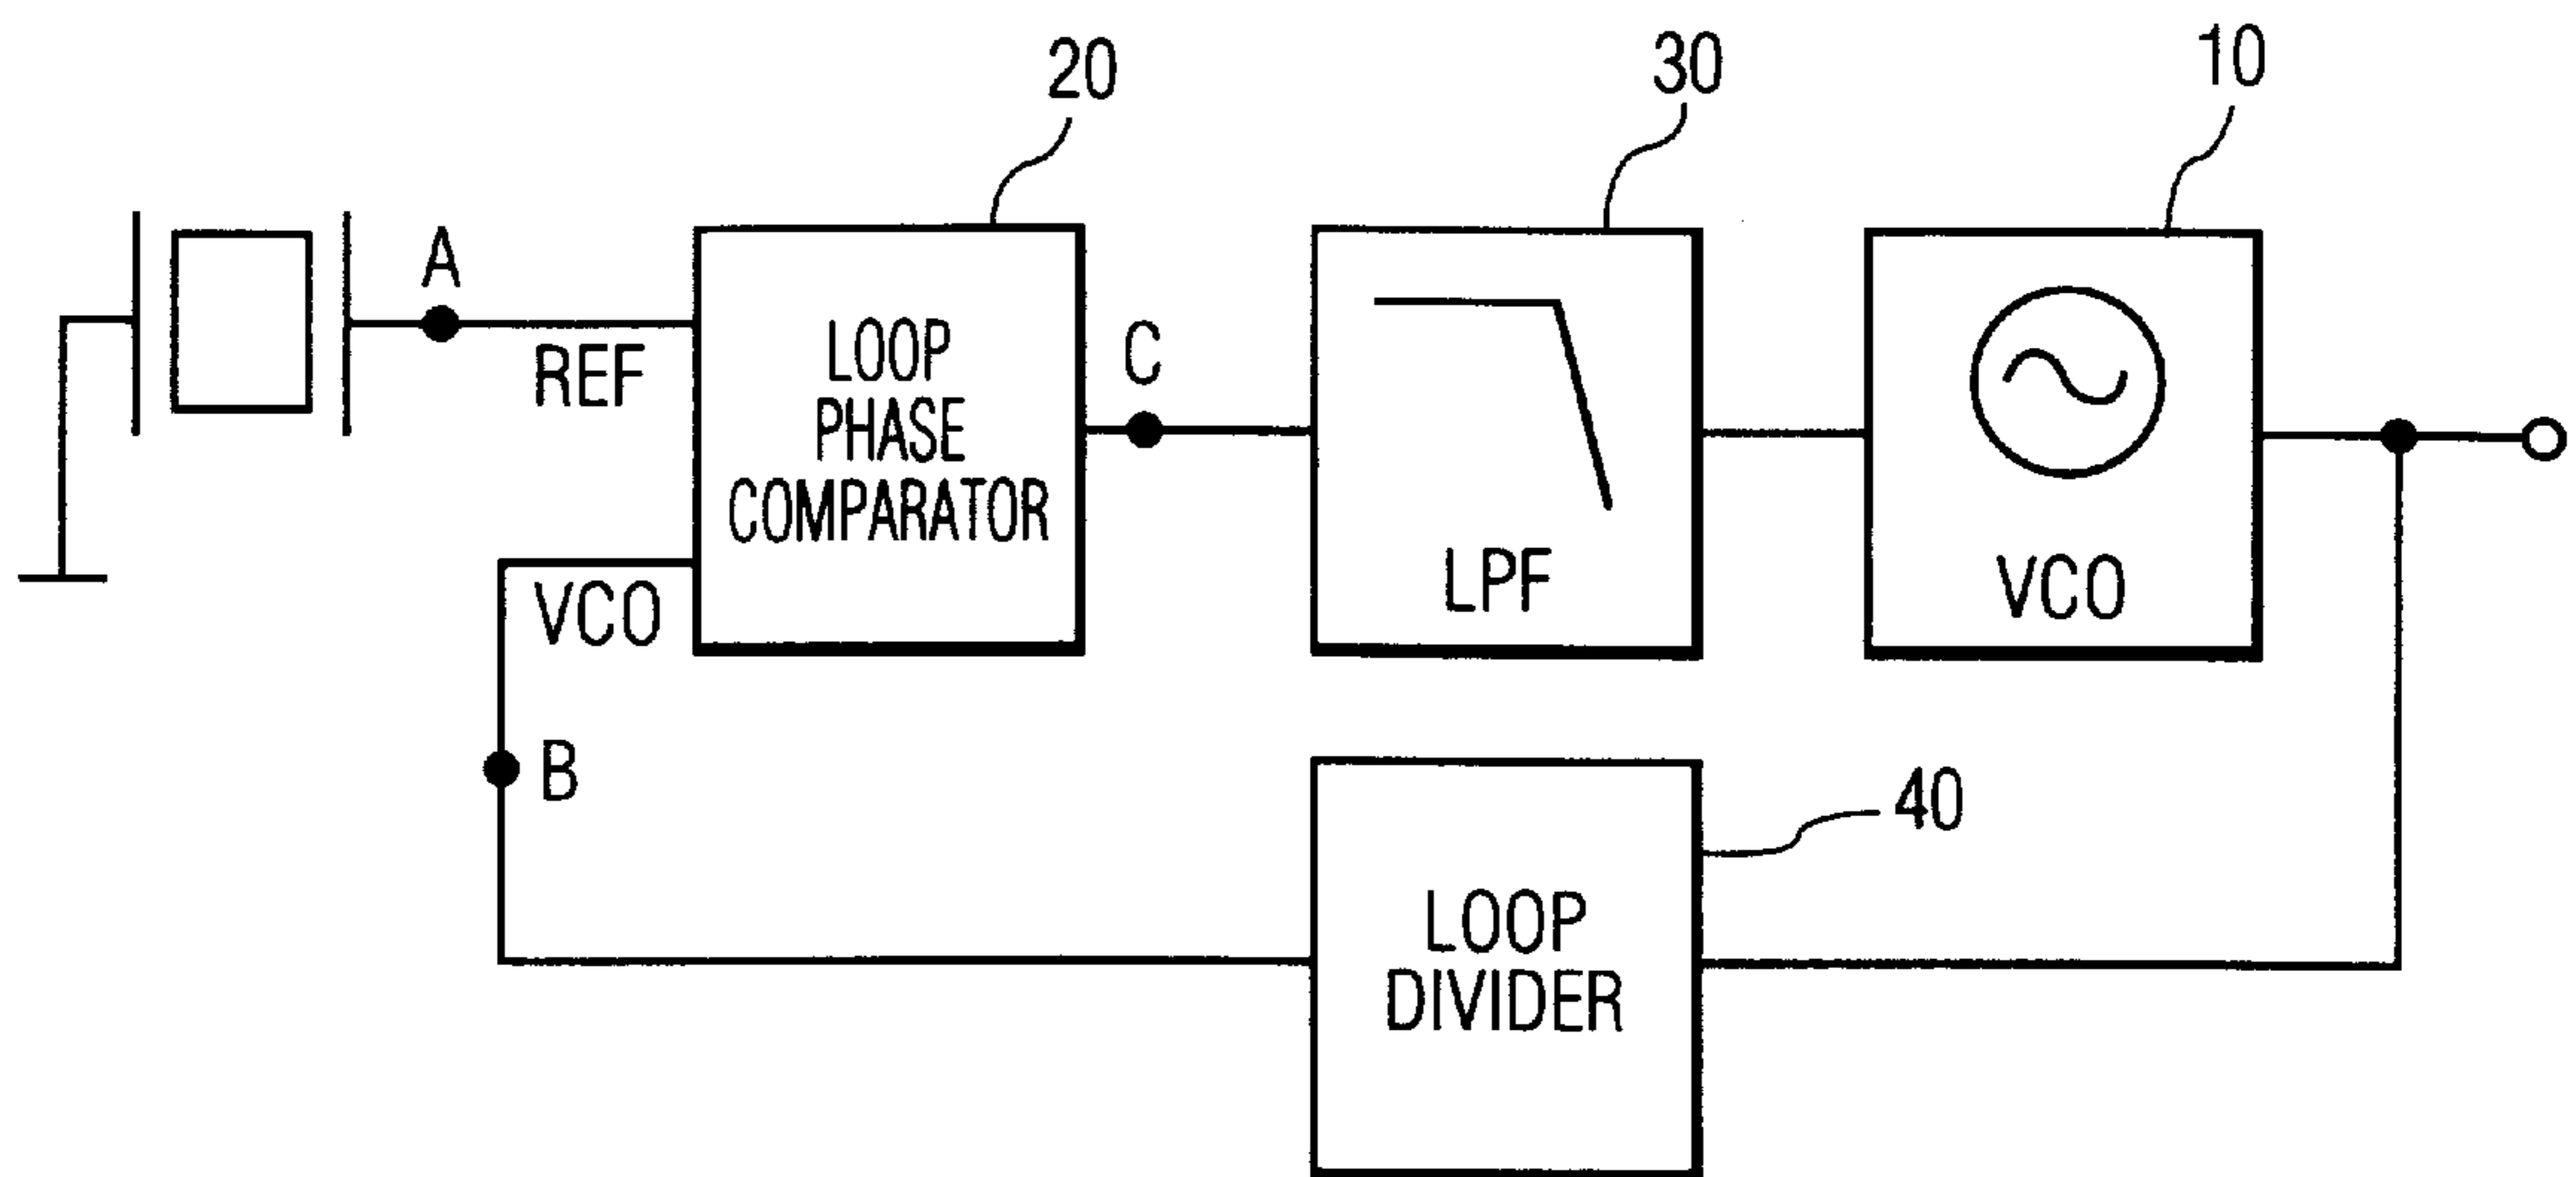 20
30
10
A
REF
LOOP
PHASE
COMPARATOR
C
LPF
VCO
VCO
B
40
LOOP
DIVIDER